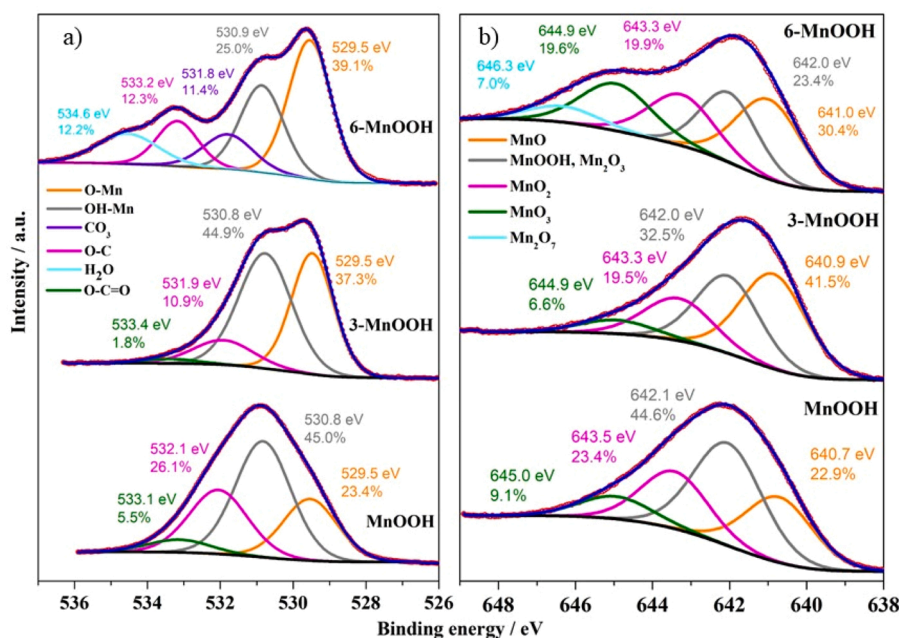 a)
530.9 eV
25.0%
529.5 eV
39.1%
533.2 eV
12.3%
531.8 eV
11.4%
534.6 eV
12.2%
6-MnOOH
O-Mn
OH-Mn
CO3
O-C
H2O
O-C=O
530.8 eV
44.9%
529.5 eV
37.3%
531.9 eV
10.9%
533.4 eV
1.8%
3-MnOOH
530.8 eV
45.0%
532.1 eV
26.1%
529.5 eV
23.4%
533.1 eV
5.5%
MnOOH
536 534 532 530 528 526
Intensity / a.u.
b)
6-MnOOH
644.9 eV
19.6%
643.3 eV
19.9%
642.0 eV
23.4%
646.3 eV
7.0%
641.0 eV
30.4%
MnO
MnOOH, Mn2O3
MnO2
MnO3
Mn2O7
3-MnOOH
642.0 eV
32.5%
643.3 eV
19.5%
640.9 eV
41.5%
644.9 eV
6.6%
MnOOH
642.1 eV
44.6%
643.5 eV
23.4%
640.7 eV
22.9%
645.0 eV
9.1%
648 646 644 642 640 638
Binding energy / eV